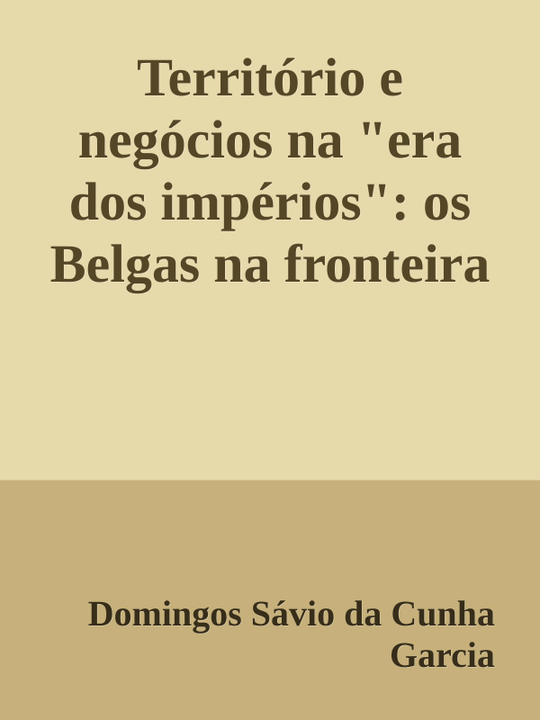 Território e
negócios na "era
dos impérios": os
Belgas na fronteira
Domingos Sávio da Cunha
Garcia